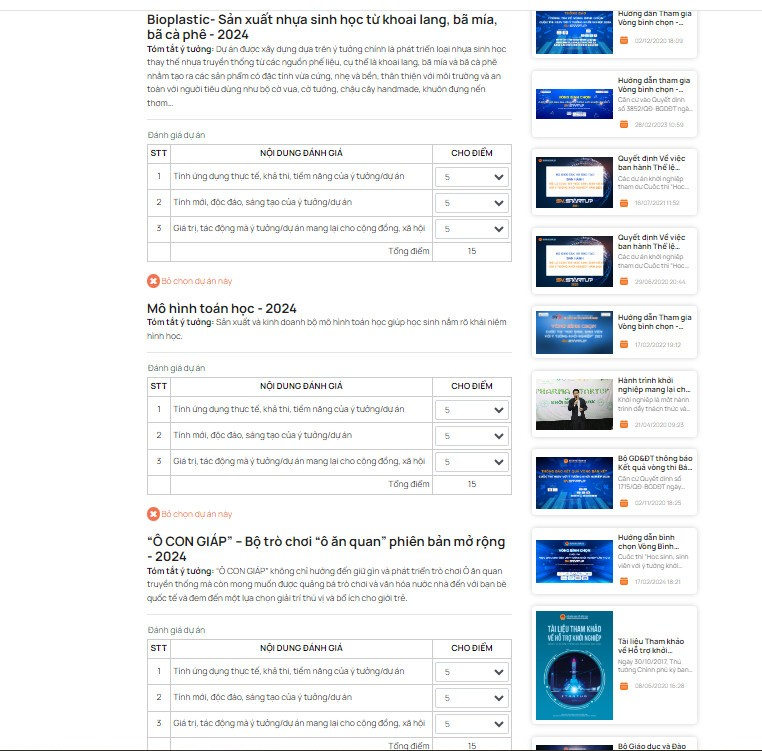 Bioplastic- Sản xuất nhựa sinh học từ khoai lang, bã mía,
bã cà phê - 2024
Tóm tắt ý tưởng: Dự án được xây dựng dựa trên ý tưởng chính là phát triển loại nhựa sinh học
thay thế nhựa truyền thống từ các nguồn phế liệu, cụ thể là khoai lang, bã mía và bã cà phê
nhằm tạo ra các sản phẩm có đặc tính vừa cứng, nhẹ và bền, thân thiện với môi trường và an
toàn với người tiêu dùng như bộ cờ vua, cờ tướng, chậu cây handmade, khuôn đựng nến
thơm...
Đánh giá dự án
STT NỘI DUNG ĐÁNH GIÁ CHO ĐIỂM
1 Tính ứng dụng thực tế, khả thi, tiềm năng của ý tưởng/dự án 5
2 Tính mới, độc đáo, sáng tạo của ý tưởng/dự án 5
3 Giá trị, tác động mà ý tưởng/dự án mang lại cho cộng đồng, xã hội 5
Tổng điểm 15
Bỏ chọn dự án này
Mô hình toán học - 2024
Tóm tắt ý tưởng: Sản xuất và kinh doanh bộ mô hình toán học giúp học sinh nắm rõ khái niệm
hình học.
Đánh giá dự án
STT NỘI DUNG ĐÁNH GIÁ CHO ĐIỂM
1 Tính ứng dụng thực tế, khả thi, tiềm năng của ý tưởng/dự án 5
2 Tính mới, độc đáo, sáng tạo của ý tưởng/dự án 5
3 Giá trị, tác động mà ý tưởng/dự án mang lại cho cộng đồng, xã hội 5
Tổng điểm 15
Bỏ chọn dự án này
“Ô CON GIÁP” – Bộ trò chơi “ô ăn quan” phiên bản mở rộng
- 2024
Tóm tắt ý tưởng: “Ô CON GIÁP” không chỉ hướng đến giữ gìn và phát triển trò chơi Ô ăn quan
truyền thống mà còn mong muốn được quảng bá trò chơi và văn hóa nước nhà đến với bạn bè
quốc tế và đem đến một lựa chọn giải trí thú vị và bổ ích cho giới trẻ.
Đánh giá dự án
STT NỘI DUNG ĐÁNH GIÁ CHO ĐIỂM
1 Tính ứng dụng thực tế, khả thi, tiềm năng của ý tưởng/dự án 5
2 Tính mới, độc đáo, sáng tạo của ý tưởng/dự án 5
3 Giá trị, tác động mà ý tưởng/dự án mang lại cho cộng đồng, xã hội 5
Tổng điểm 15
Hướng dẫn Tham gia
Vòng bình chọn -...
02/12/2020 18:09
Hướng dẫn tham gia
Vòng bình chọn -...
Căn cứ vào Quyết định
số 3852/QĐ-BGDĐT ngà...
28/02/2023 10:59
Quyết định Về việc
ban hành Thể lệ...
Các dự án khởi nghiệp
tham dự Cuộc thi "Học...
15/07/2021 11:52
SV.STARTUP
Quyết định Về việc
ban hành Thể lệ...
Các dự án khởi nghiệp
tham dự Cuộc thi "Học...
29/06/2020 20:44
SV.STARTUP
Hướng dẫn Tham gia
Vòng bình chọn -...
17/02/2022 19:12
VÒNG BÌNH CHỌN
Hành trình khởi
nghiệp mang lại ch...
Khởi nghiệp là một hành
trình đầy thách thức và...
21/04/2020 09:23
Bộ GD&ĐT thông báo
Kết quả vòng thi Bá...
Căn cứ Quyết định số
1715/QĐ-BGDĐT ngày...
03/11/2020 18:25
Hướng dẫn bình
chọn Vòng Bình...
Cuộc thi "Học sinh, sinh
viên với ý tưởng khởi...
17/02/2024 18:21
VÒNG BÌNH CHỌN
TÀI LIỆU THAM KHẢO
VỀ HỖ TRỢ KHỞI NGHIỆP
STARTUP
Tài liệu Tham khảo
về Hỗ trợ khởi...
Ngày 30/10/2017, Thủ
tướng Chính phủ ký ban...
08/06/2020 16:28
Bộ Giáo dục và Đào